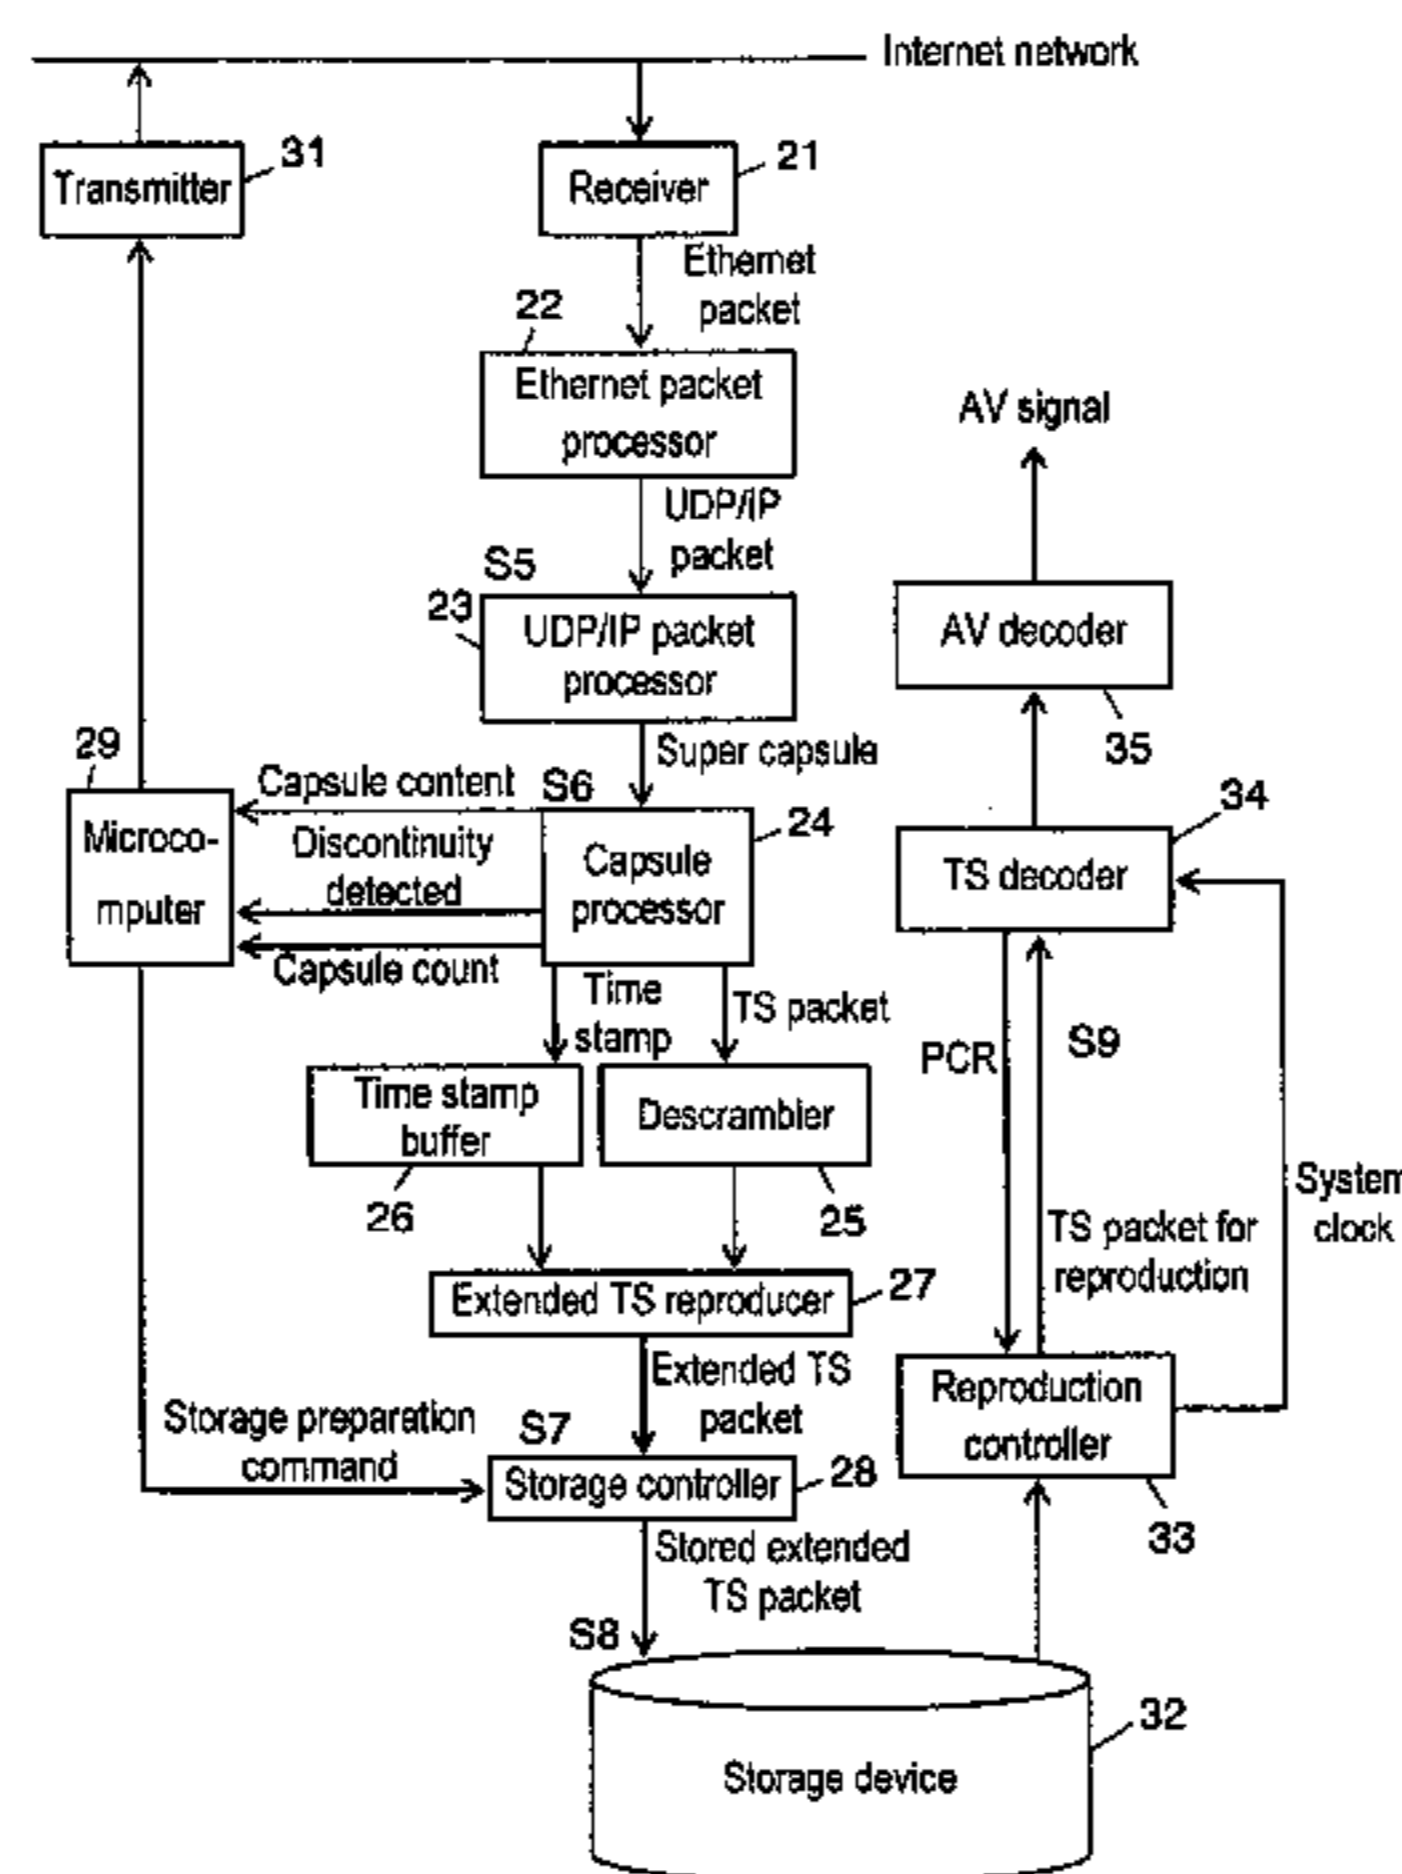 Internet network
31
Transmitter
21
Receiver
Ethernet
packet
22
Ethernet packet
processor
AV signal
UDP/IP
packet
S5
23
UDP/IP packet
processor
AV decoder
35
29
Super capsule
Capsule content
S6
34
Microco-
mputer
Discontinuity
detected
24
Capsule
processor
TS decoder
Capsule count
Time
stamp
TS packet
PCR
S9
Time stamp
buffer
Descrambler
26
25
System
clock
TS packet for
reproduction
Extended TS reproducer
27
Extended TS
packet
Reproduction
controller
Storage preparation
command
S7
Storage controller
28
33
Stored extended
TS packet
S8
32
Storage device